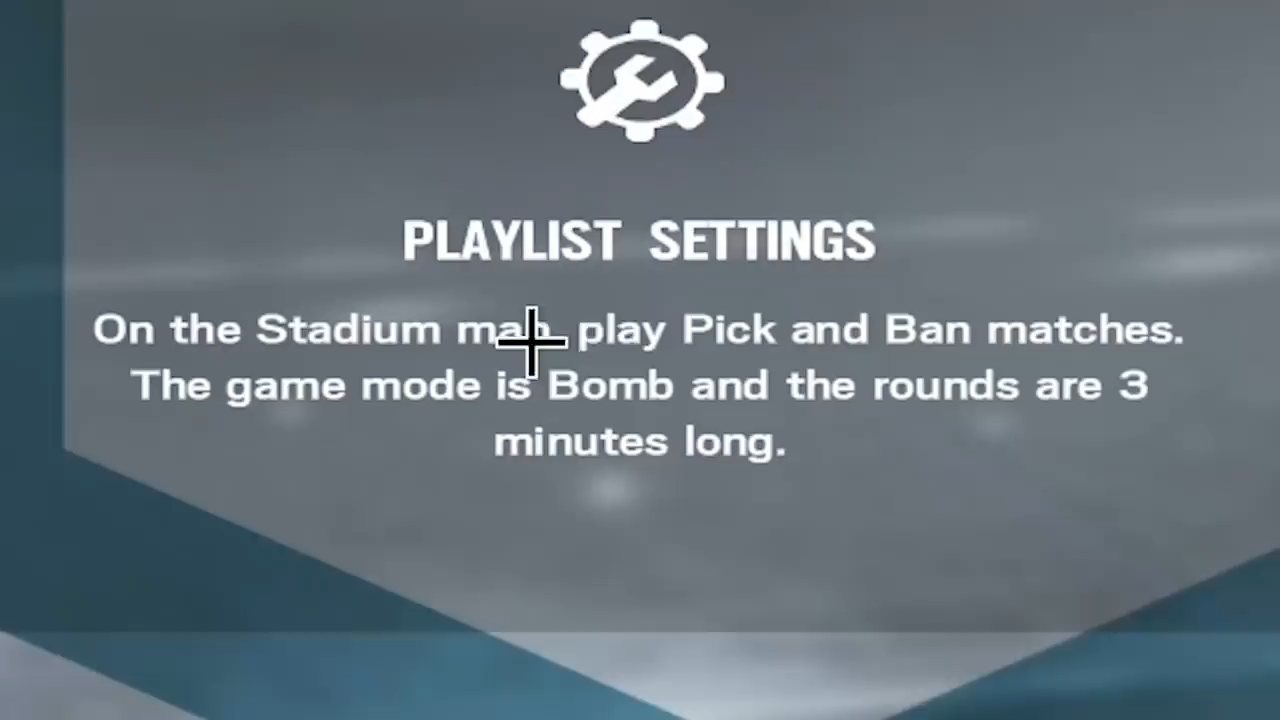 PLAYLIST SETTINGS
On the Stadium map, play Pick and Ban matches.
The game mode is Bomb and the rounds are 3
minutes long.